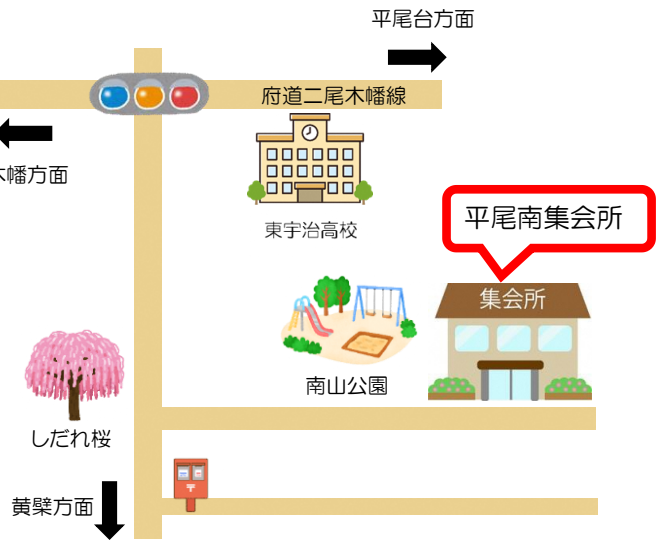 平尾台方面
府道二尾木幡線
木幡方面
東宇治高校
平尾南集会所
集会所
南山公園
しだれ桜
〒
黄檗方面